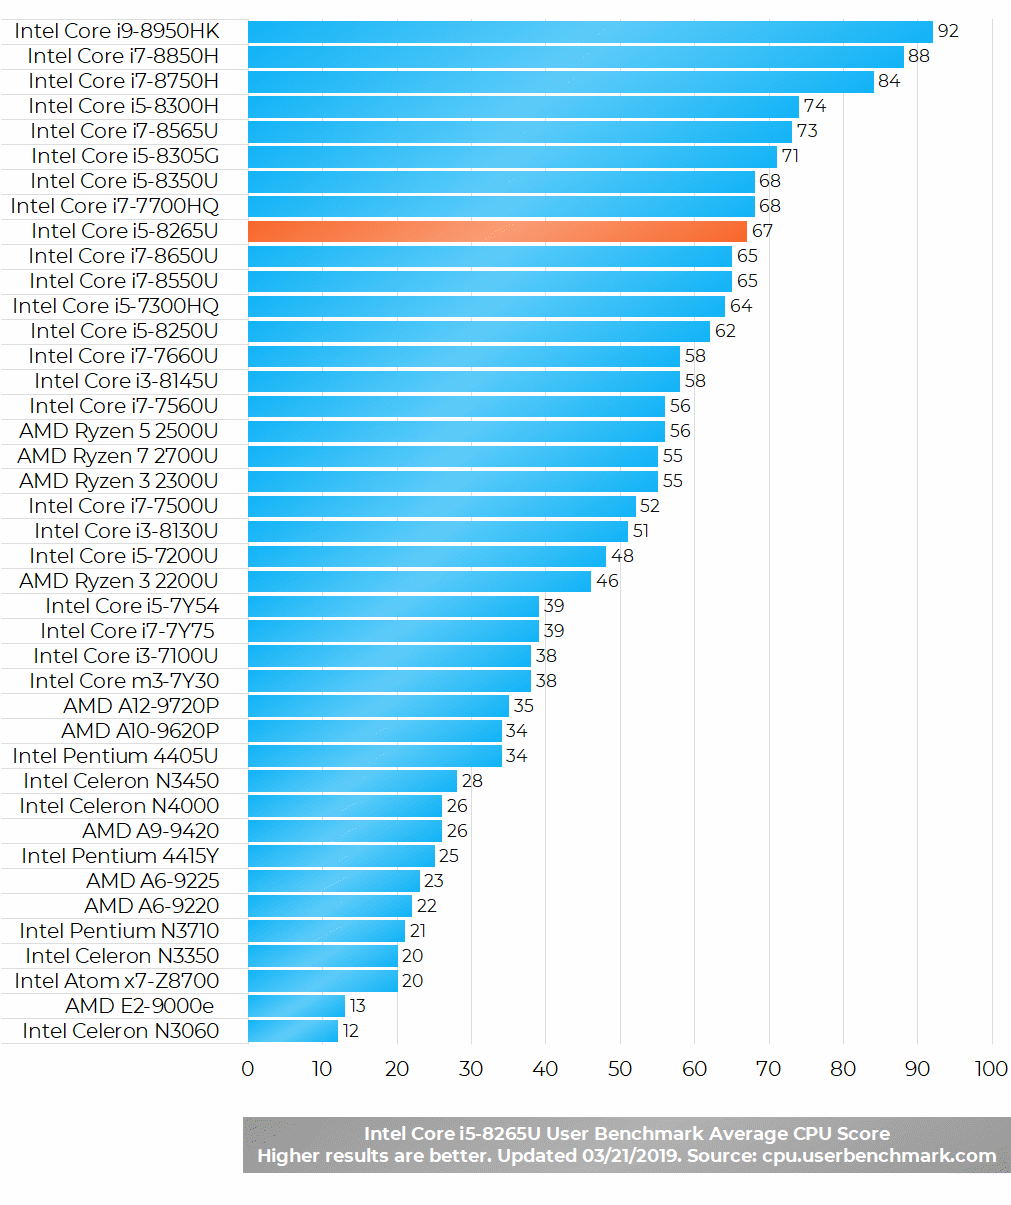 Intel Core i9-8950HK 92
Intel Core i7-8850H 88
Intel Core i7-8750H 84
Intel Core i5-8300H 74
Intel Core i7-8565U 73
Intel Core i5-8305G 71
Intel Core i5-8350U 68
Intel Core i7-7700HQ 68
Intel Core i5-8265U 67
Intel Core i7-8650U 65
Intel Core i7-8550U 65
Intel Core i5-7300HQ 64
Intel Core i5-8250U 62
Intel Core i7-7660U 58
Intel Core i3-8145U 58
Intel Core i7-7560U 56
AMD Ryzen 5 2500U 56
AMD Ryzen 7 2700U 55
AMD Ryzen 3 2300U 55
Intel Core i7-7500U 52
Intel Core i3-8130U 51
Intel Core i5-7200U 48
AMD Ryzen 3 2200U 46
Intel Core i5-7Y54 39
Intel Core i7-7Y75 39
Intel Core i3-7100U 38
Intel Core m3-7Y30 38
AMD A12-9720P 35
AMD A10-9620P 34
Intel Pentium 4405U 34
Intel Celeron N3450 28
Intel Celeron N4000 26
AMD A9-9420 26
Intel Pentium 4415Y 25
AMD A6-9225 23
AMD A6-9220 22
Intel Pentium N3710 21
Intel Celeron N3350 20
Intel Atom x7-Z8700 20
AMD E2-9000e 13
Intel Celeron N3060 12
0 10 20 30 40 50 60 70 80 90 100
Intel Core i5-8265U User Benchmark Average CPU Score
Higher results are better. Updated 03/21/2019. Source: cpu.userbenchmark.com